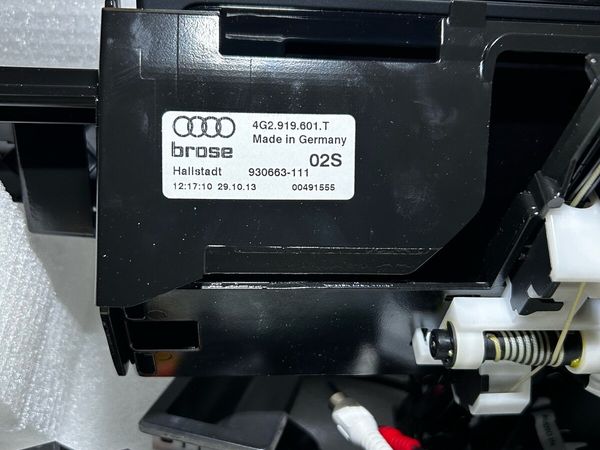 4G2.919.601.T
Made in Germany
brose
02S
Hallstadt 930663-111
12:17:10 29.10.13 00491555